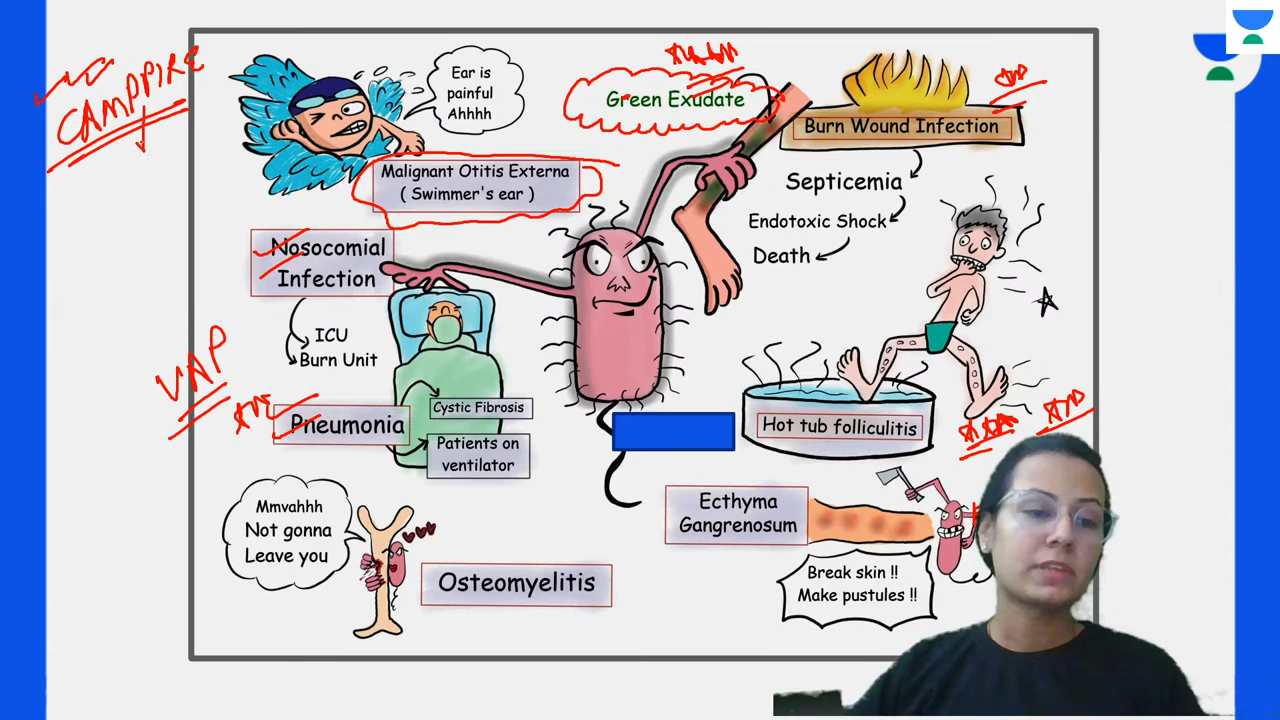 CAMPPIRE
Ear is
painful
Ahhhh
Green Exudate
Burn Wound Infection
Malignant Otitis Externa
( Swimmer's ear )
Septicemia
Endotoxic Shock
Death
Nosocomial
Infection
ICU
Burn Unit
VAP
Pneumonia
Cystic Fibrosis
Patients on
ventilator
Hot tub folliculitis
Mmvahhh
Not gonna
Leave you
Osteomyelitis
Ecthyma
Gangrenosum
Break skin !!
Make pustules !!